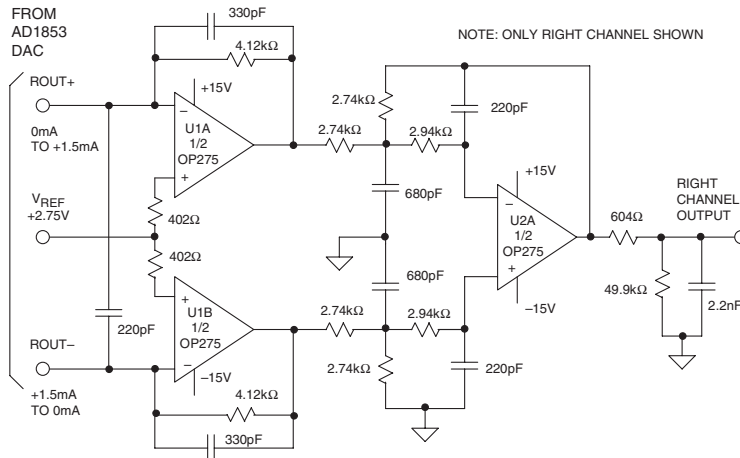 FROM
AD1853
DAC
330pF
4.12kΩ
NOTE: ONLY RIGHT CHANNEL SHOWN
ROUT+
+15V
2.74kΩ
220pF
0mA
TO +1.5mA
−
U1A
1/2
OP275
+
2.74kΩ
2.94kΩ
+15V
VREF
+2.75V
402Ω
680pF
−
U2A
1/2
OP275
+
604Ω
RIGHT
CHANNEL
OUTPUT
402Ω
680pF
−15V
49.9kΩ
2.2nF
220pF
+
U1B
1/2
OP275
−
2.74kΩ
2.94kΩ
ROUT−
−15V
2.74kΩ
220pF
+1.5mA
TO 0mA
4.12kΩ
330pF